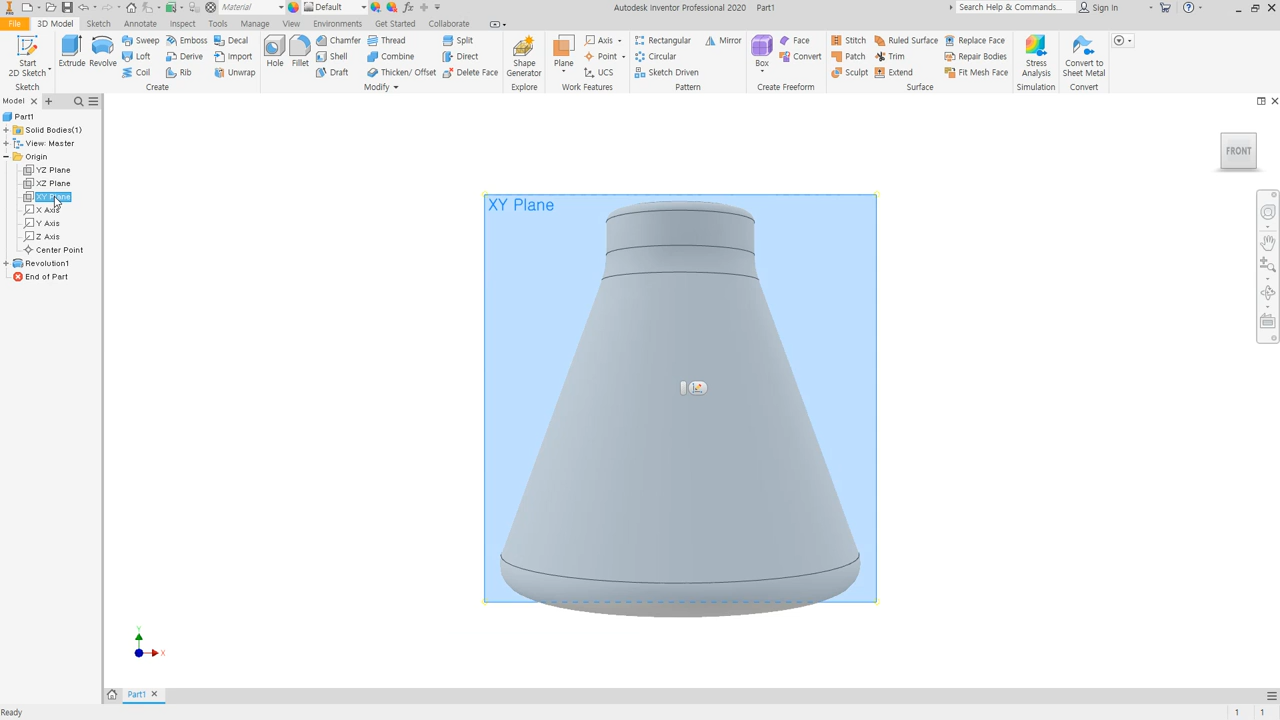 Material
Default
Autodesk Inventor Professional 2020 Part1
Search Help & Commands...
Sign In
File
3D Model
Sketch
Annotate
Inspect
Tools
Manage
View
Environments
Get Started
Collaborate
Start
2D Sketch
Extrude
Revolve
Sweep
Emboss
Decal
Loft
Derive
Import
Coil
Rib
Unwrap
Hole
Fillet
Chamfer
Thread
Split
Shell
Combine
Direct
Draft
Thicken/ Offset
Delete Face
Shape
Generator
Plane
Axis
Point
UCS
Rectangular
Mirror
Circular
Sketch Driven
Box
Face
Convert
Stitch
Ruled Surface
Replace Face
Patch
Trim
Repair Bodies
Sculpt
Extend
Fit Mesh Face
Stress
Analysis
Convert to
Sheet Metal
Sketch
Create
Modify
Explore
Work Features
Pattern
Create Freeform
Surface
Simulation
Convert
Model
Part1
Solid Bodies(1)
View: Master
Origin
YZ Plane
XZ Plane
XY Plane
X Axis
Y Axis
Z Axis
Center Point
Revolution1
End of Part
XY Plane
FRONT
Y
X
Part1
Ready
1
1